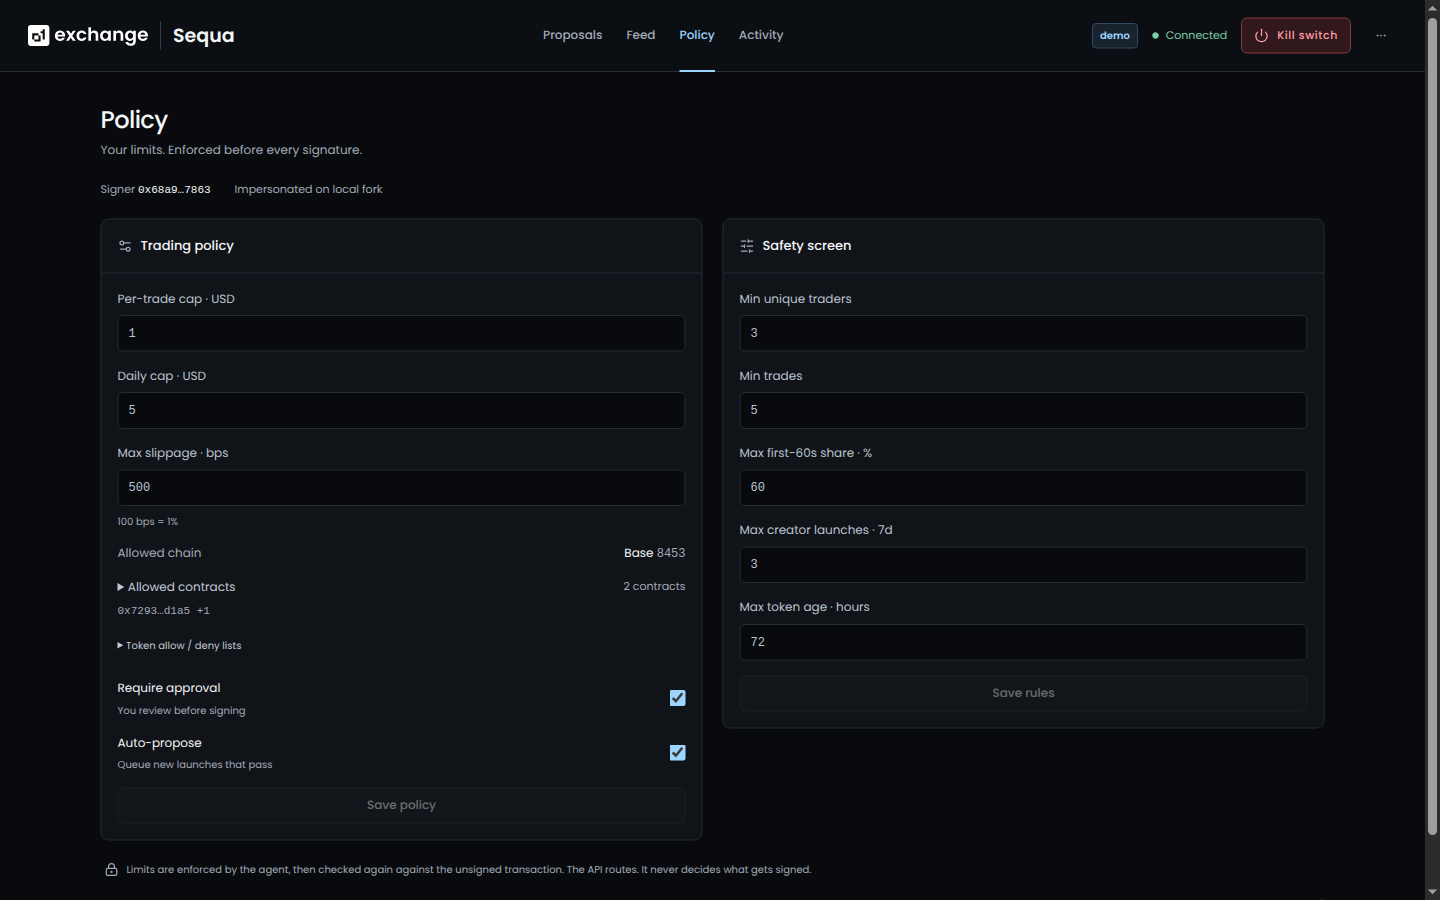 exchange
Sequa
Proposals
Feed
Policy
Activity
demo
Connected
Kill switch
...
Policy
Your limits. Enforced before every signature.
Signer 0x68a9…7863 Impersonated on local fork
Trading policy
Per-trade cap · USD
1
Daily cap · USD
5
Max slippage · bps
500
100 bps = 1%
Allowed chain Base 8453
Allowed contracts 2 contracts
0x7293…d1a5 +1
Token allow / deny lists
Require approval
You review before signing
Auto-propose
Queue new launches that pass
Save policy
Safety screen
Min unique traders
3
Min trades
5
Max first-60s share · %
60
Max creator launches · 7d
3
Max token age · hours
72
Save rules
Limits are enforced by the agent, then checked again against the unsigned transaction. The API routes. It never decides what gets signed.